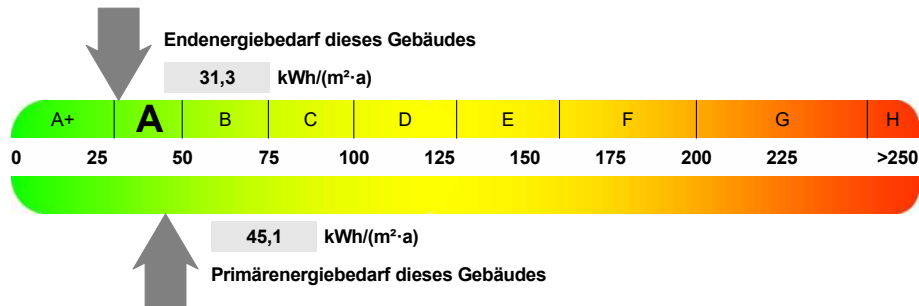 Endenergiebedarf dieses Gebäudes
31,3 kWh/(m²·a)
A+ A B C D E F G H
0 25 50 75 100 125 150 175 200 225 >250
45,1 kWh/(m²·a)
Primärenergiebedarf dieses Gebäudes